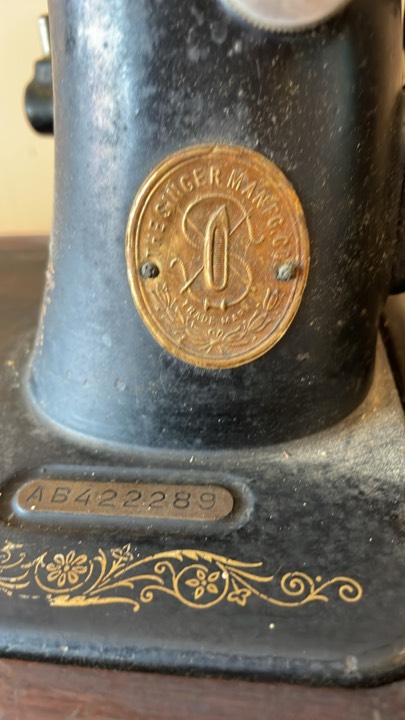 THE SINGER MANFG. CO.
TRADE MARK
AB422289